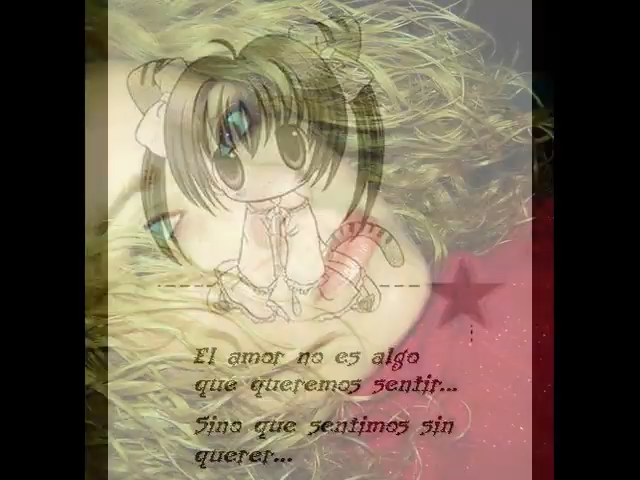 El amor no es algo
que queremos sentir...
Sino que sentimos sin
querer...